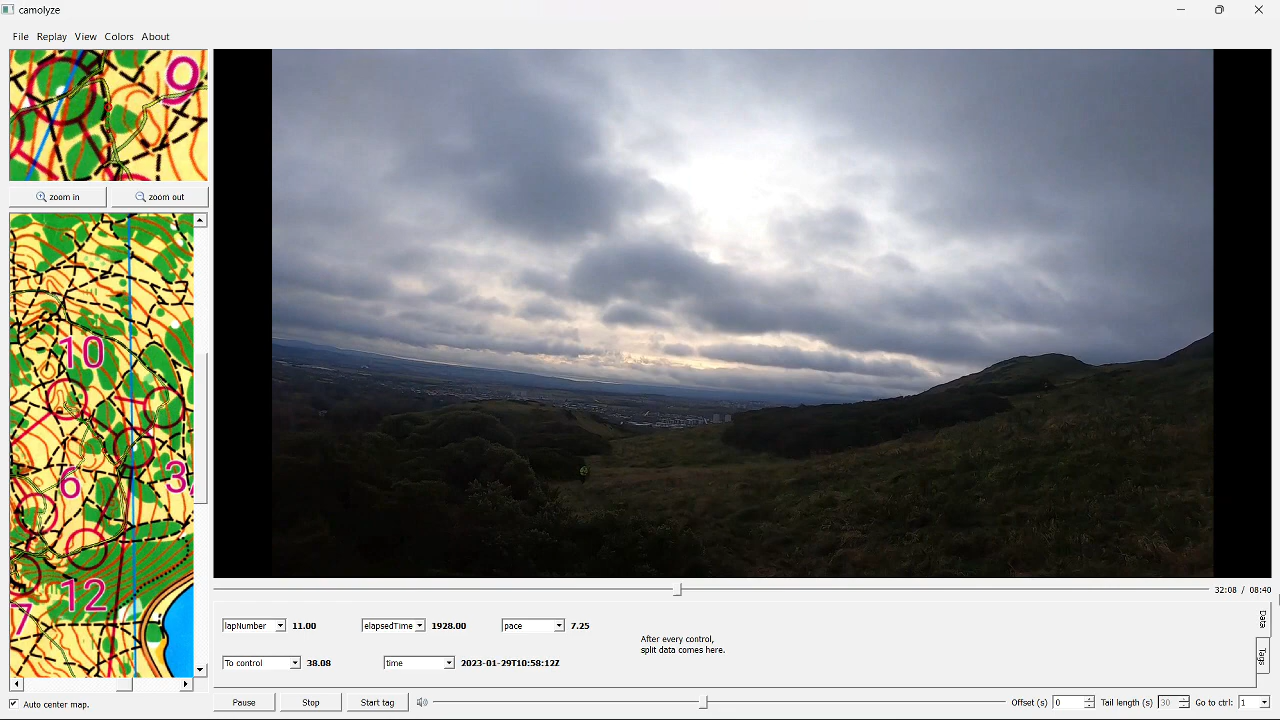 camolyze
File Replay View Colors About
9
zoom in zoom out
10
6
3
12
7
32:08 / 08:40
lapNumber 11.00 elapsedTime 1928.00 pace 7.25
Data
After every control,
split data comes here.
Tags
To control 38.08 time 2023-01-29T10:58:12Z
Auto center map.
Pause Stop Start tag Offset (s) 0 Tail length (s) 30 Go to ctrl: 1